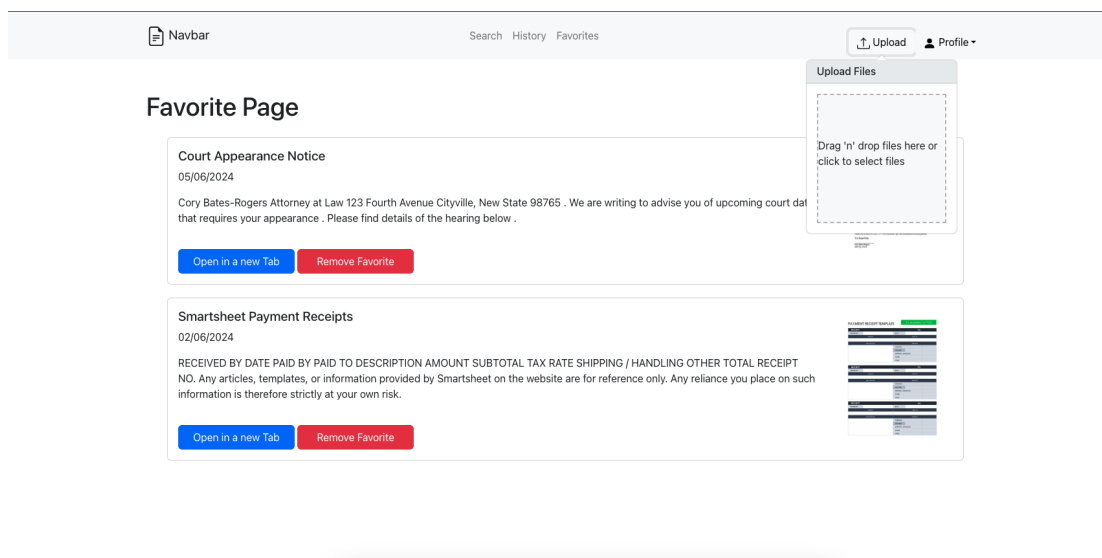 Navbar
Search History Favorites
Upload
Profile
Upload Files
Drag 'n' drop files here or
click to select files
Favorite Page
Court Appearance Notice
05/06/2024
Cory Bates-Rogers Attorney at Law 123 Fourth Avenue Cityville, New State 98765 . We are writing to advise you of upcoming court dat
that requires your appearance . Please find details of the hearing below .
Open in a new Tab
Remove Favorite
Smartsheet Payment Receipts
02/06/2024
RECEIVED BY DATE PAID BY PAID TO DESCRIPTION AMOUNT SUBTOTAL TAX RATE SHIPPING / HANDLING OTHER TOTAL RECEIPT
NO. Any articles, templates, or information provided by Smartsheet on the website are for reference only. Any reliance you place on such
information is therefore strictly at your own risk.
PAYMENT RECEIPT TEMPLATE
Open in a new Tab
Remove Favorite